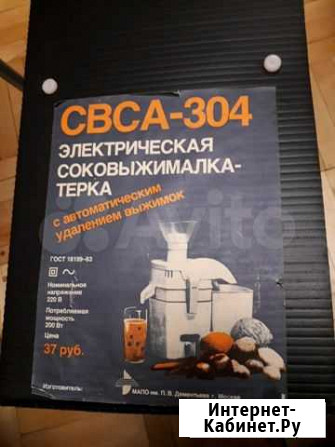 СВСА-304
ЭЛЕКТРИЧЕСКАЯ
СОКОВЫЖИМАЛКА-
ТЕРКА
с автоматическим
удалением выжимок
ГОСТ 18199-83
Номинальное
напряжение
220 В
Потребляемая
мощность
200 Вт
Цена
37 руб.
Изготовитель:
МАПО им. П. В. Дементьева г. Москва
Avito
Интернет-
Кабинет.Ру